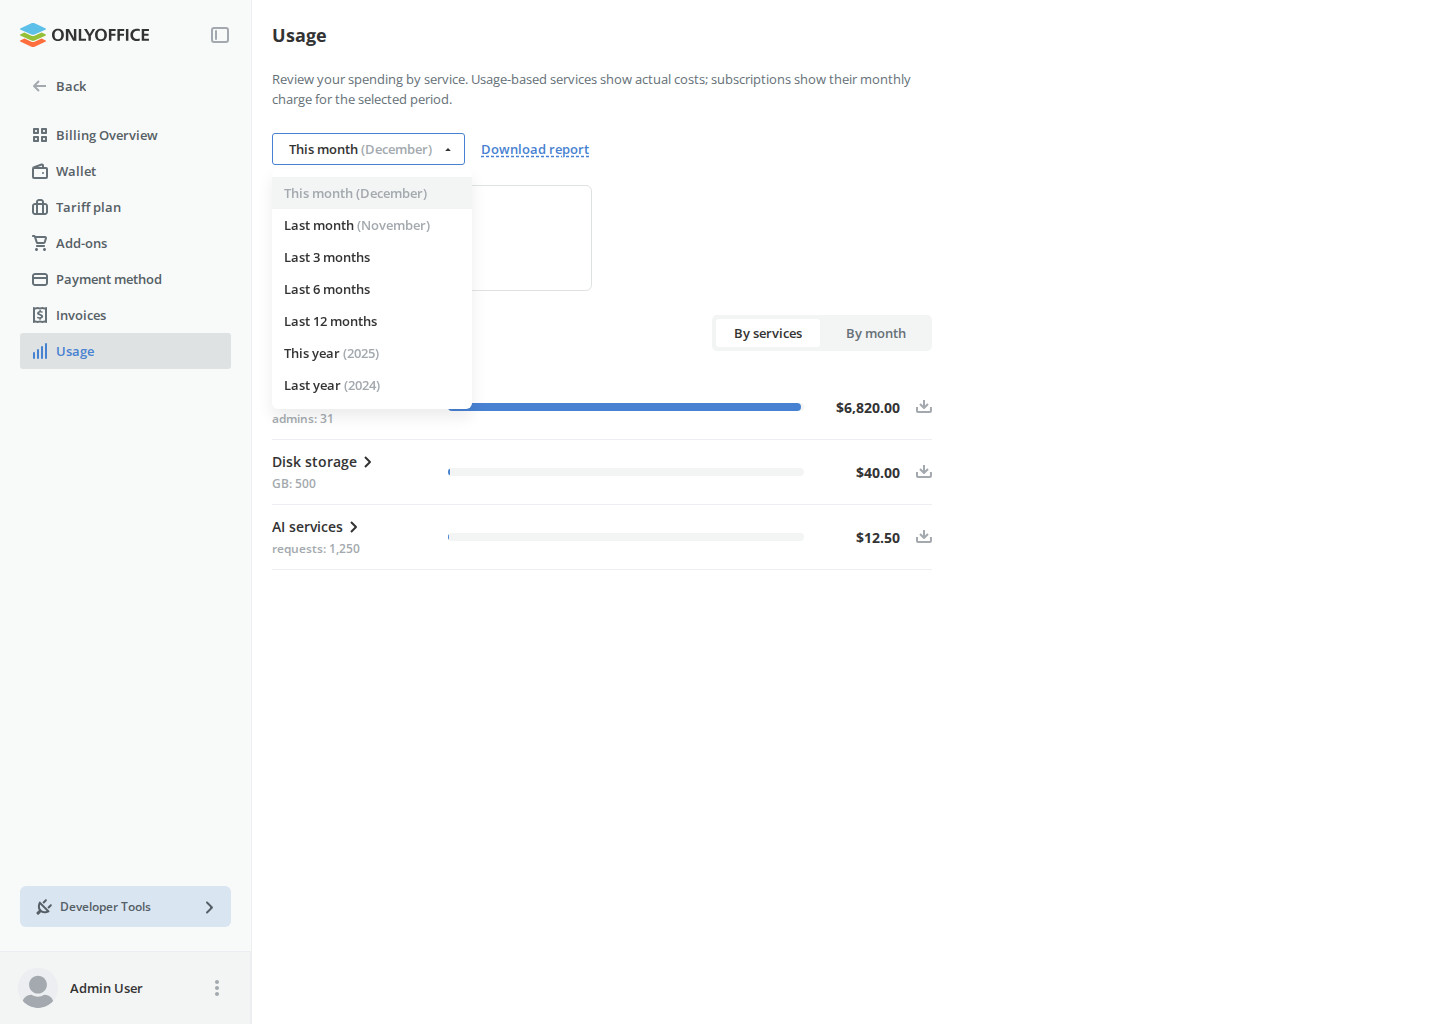 ONLYOFFICE
Back
Billing Overview
Wallet
Tariff plan
Add-ons
Payment method
Invoices
Usage
Developer Tools
Admin User
Usage
Review your spending by service. Usage-based services show actual costs; subscriptions show their monthly
charge for the selected period.
This month (December)
Download report
This month (December)
Last month (November)
Last 3 months
Last 6 months
Last 12 months
This year (2025)
Last year (2024)
By services
By month
admins: 31
$6,820.00
Disk storage
GB: 500
$40.00
AI services
requests: 1,250
$12.50